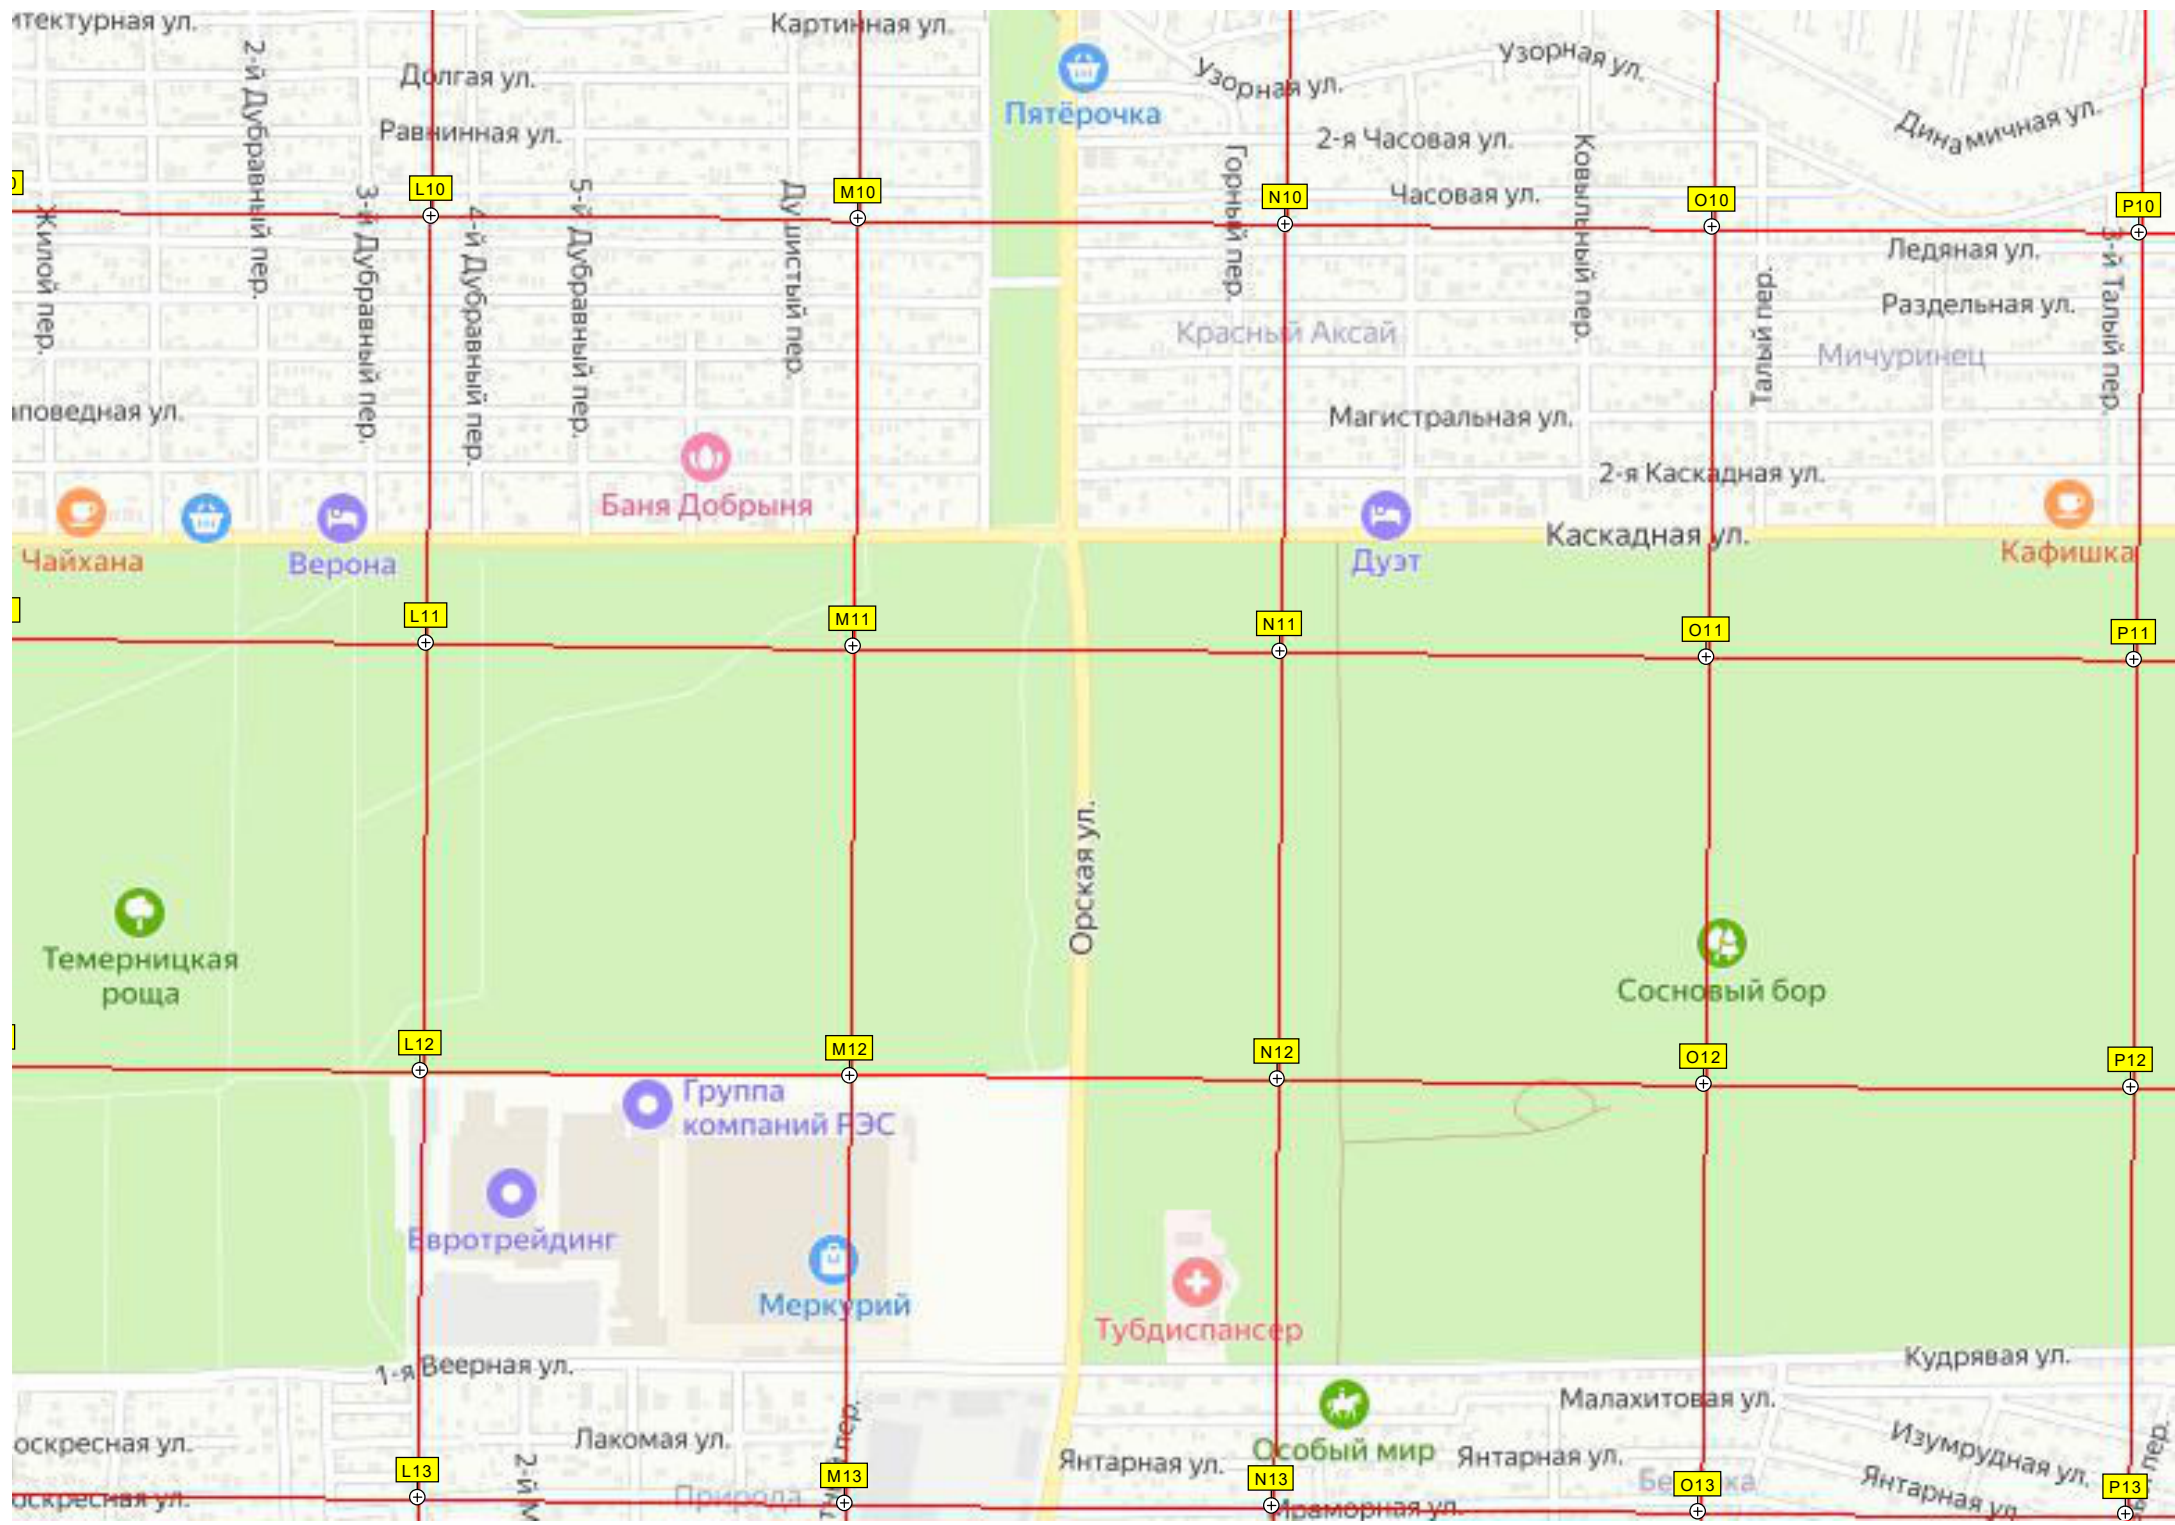 Картинная ул.
Узорная ул.
Долгая ул.
Узорная ул.
Пятёрочка
Динамичная ул.
Равнинная ул.
2-я Часовая ул.
2-й Дубравный пер.
L10
M10
N10
Часовая ул.
O10
P10
Жилой пер.
3-й Дубравный пер.
4-й Дубравный пер.
5-й Дубравный пер.
Душистый пер.
Горный пер.
Ковыльный пер.
Талый пер.
3-й Талый пер.
Ледяная ул.
Раздельная ул.
Красный Аксай
Мичуринец
Магистральная ул.
2-я Каскадная ул.
Баня Добрыня
Каскадная ул.
Чайхана
Верона
Дуэт
Кафишка
L11
M11
N11
O11
P11
Орская ул.
Темерницкая
роща
Сосновый бор
L12
M12
N12
O12
P12
Группа
компаний РЭС
Евротрейдинг
Меркурий
Тубдиспансер
1-я Веерная ул.
Кудрявая ул.
Малахитовая ул.
Лакомая ул.
пер.
Янтарная ул.
Особый мир
Янтарная ул.
Изумрудная ул.
пер.
L13
M13
N13
O13
P13
2-й М
Природа
Мраморная ул.
Янтарная ул.